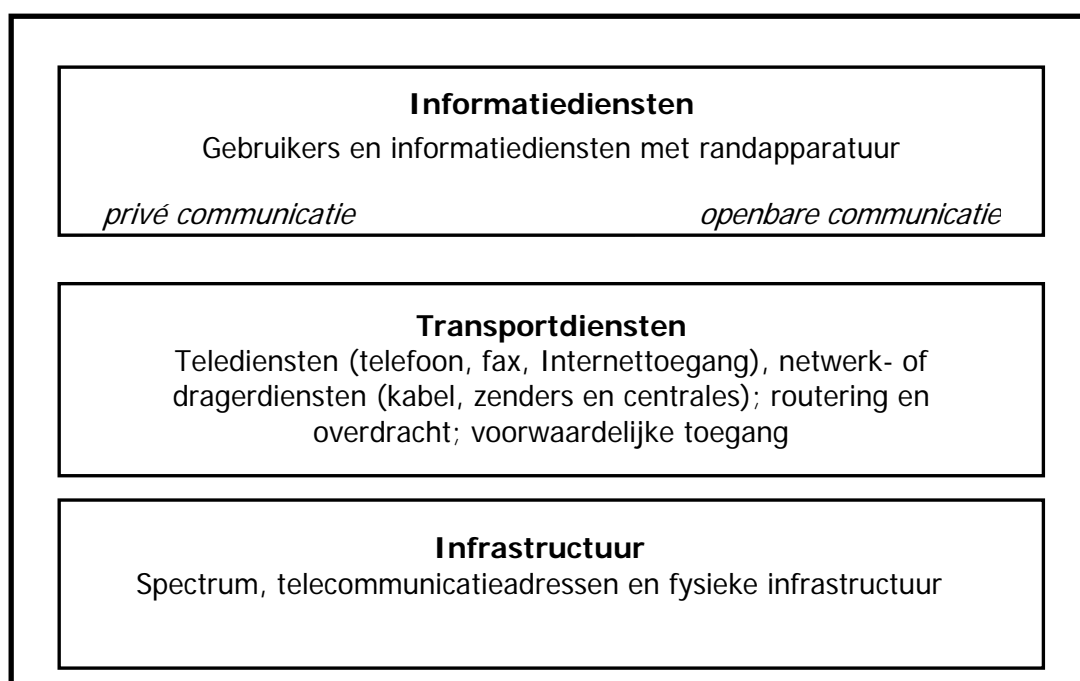 Informatiediensten
Gebruikers en informatiediensten met randapparatuur
privé communicatie openbare communicatie
Transportdiensten
Telediensten (telefoon, fax, Internettoegang), netwerk- of
dragerdiensten (kabel, zenders en centrales); routering en
overdracht; voorwaardelijke toegang
Infrastructuur
Spectrum, telecommunicatieadressen en fysieke infrastructuur